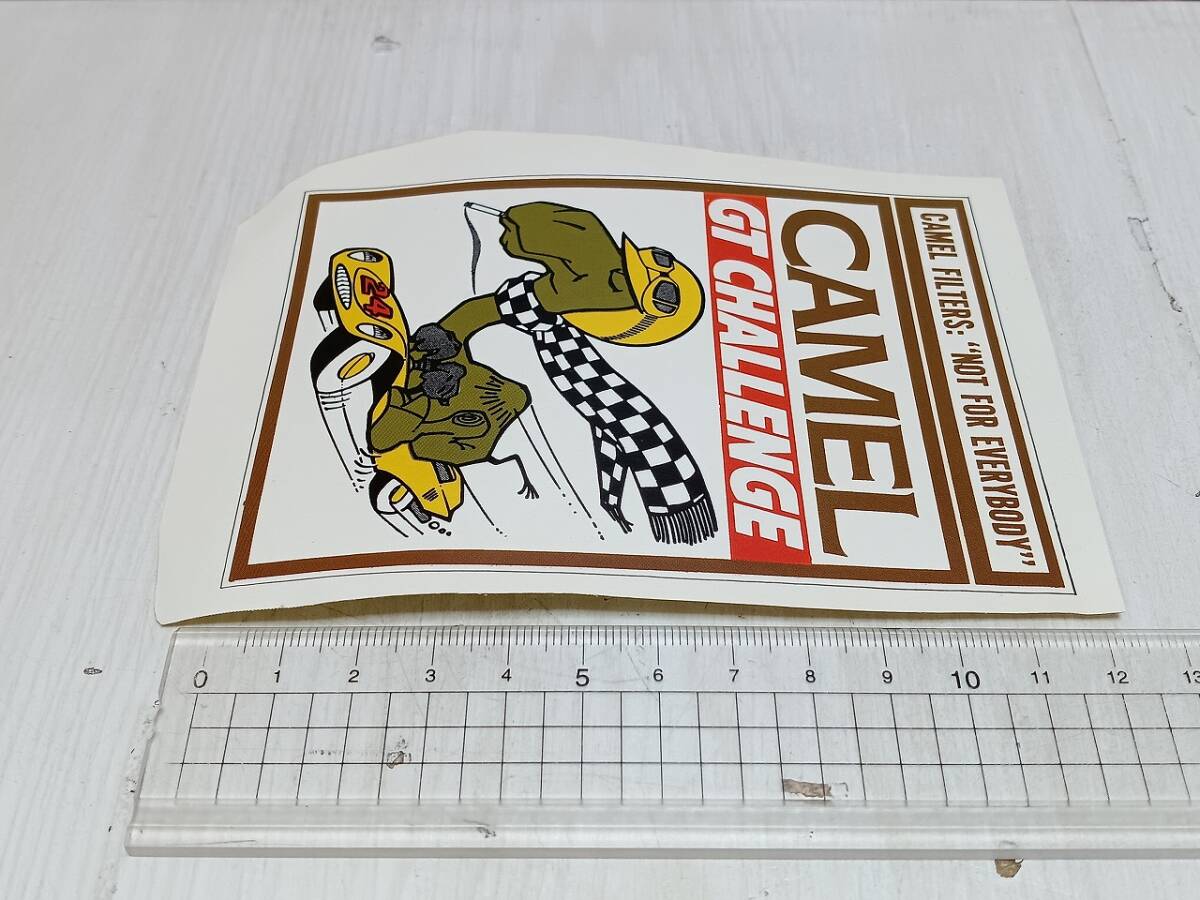 CAMEL FILTERS: "NOT FOR EVERYBODY"
CAMEL
GT CHALLENGE
24
0 1 2 3 4 5 6 7 8 9 10 11 12 13